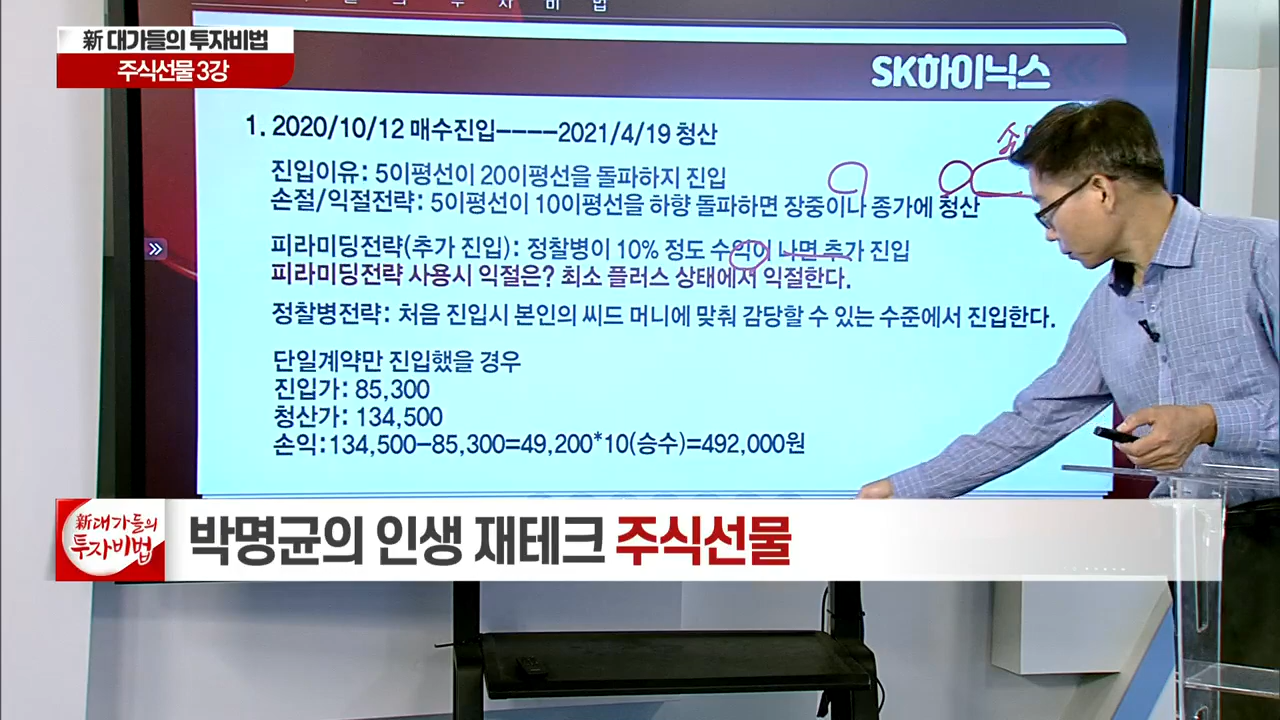 의 투 자 비 법
新 대가들의 투자비법
주식선물 3강
SK하이닉스
1. 2020/10/12 매수진입----2021/4/19 청산
진입이유: 5이평선이 20이평선을 돌파하지 진입
손절/익절전략: 5이평선이 10이평선을 하향 돌파하면 장중이나 종가에 청산
피라미딩전략(추가 진입): 정찰병이 10% 정도 수익이 나면 추가 진입
피라미딩전략 사용시 익절은? 최소 플러스 상태에서 익절한다.
정찰병전략: 처음 진입시 본인의 씨드 머니에 맞춰 감당할 수 있는 수준에서 진입한다.
단일계약만 진입했을 경우
진입가: 85,300
청산가: 134,500
손익:134,500-85,300=49,200*10(승수)=492,000원
新대가들의
투자비법
박명균의 인생 재테크 주식선물